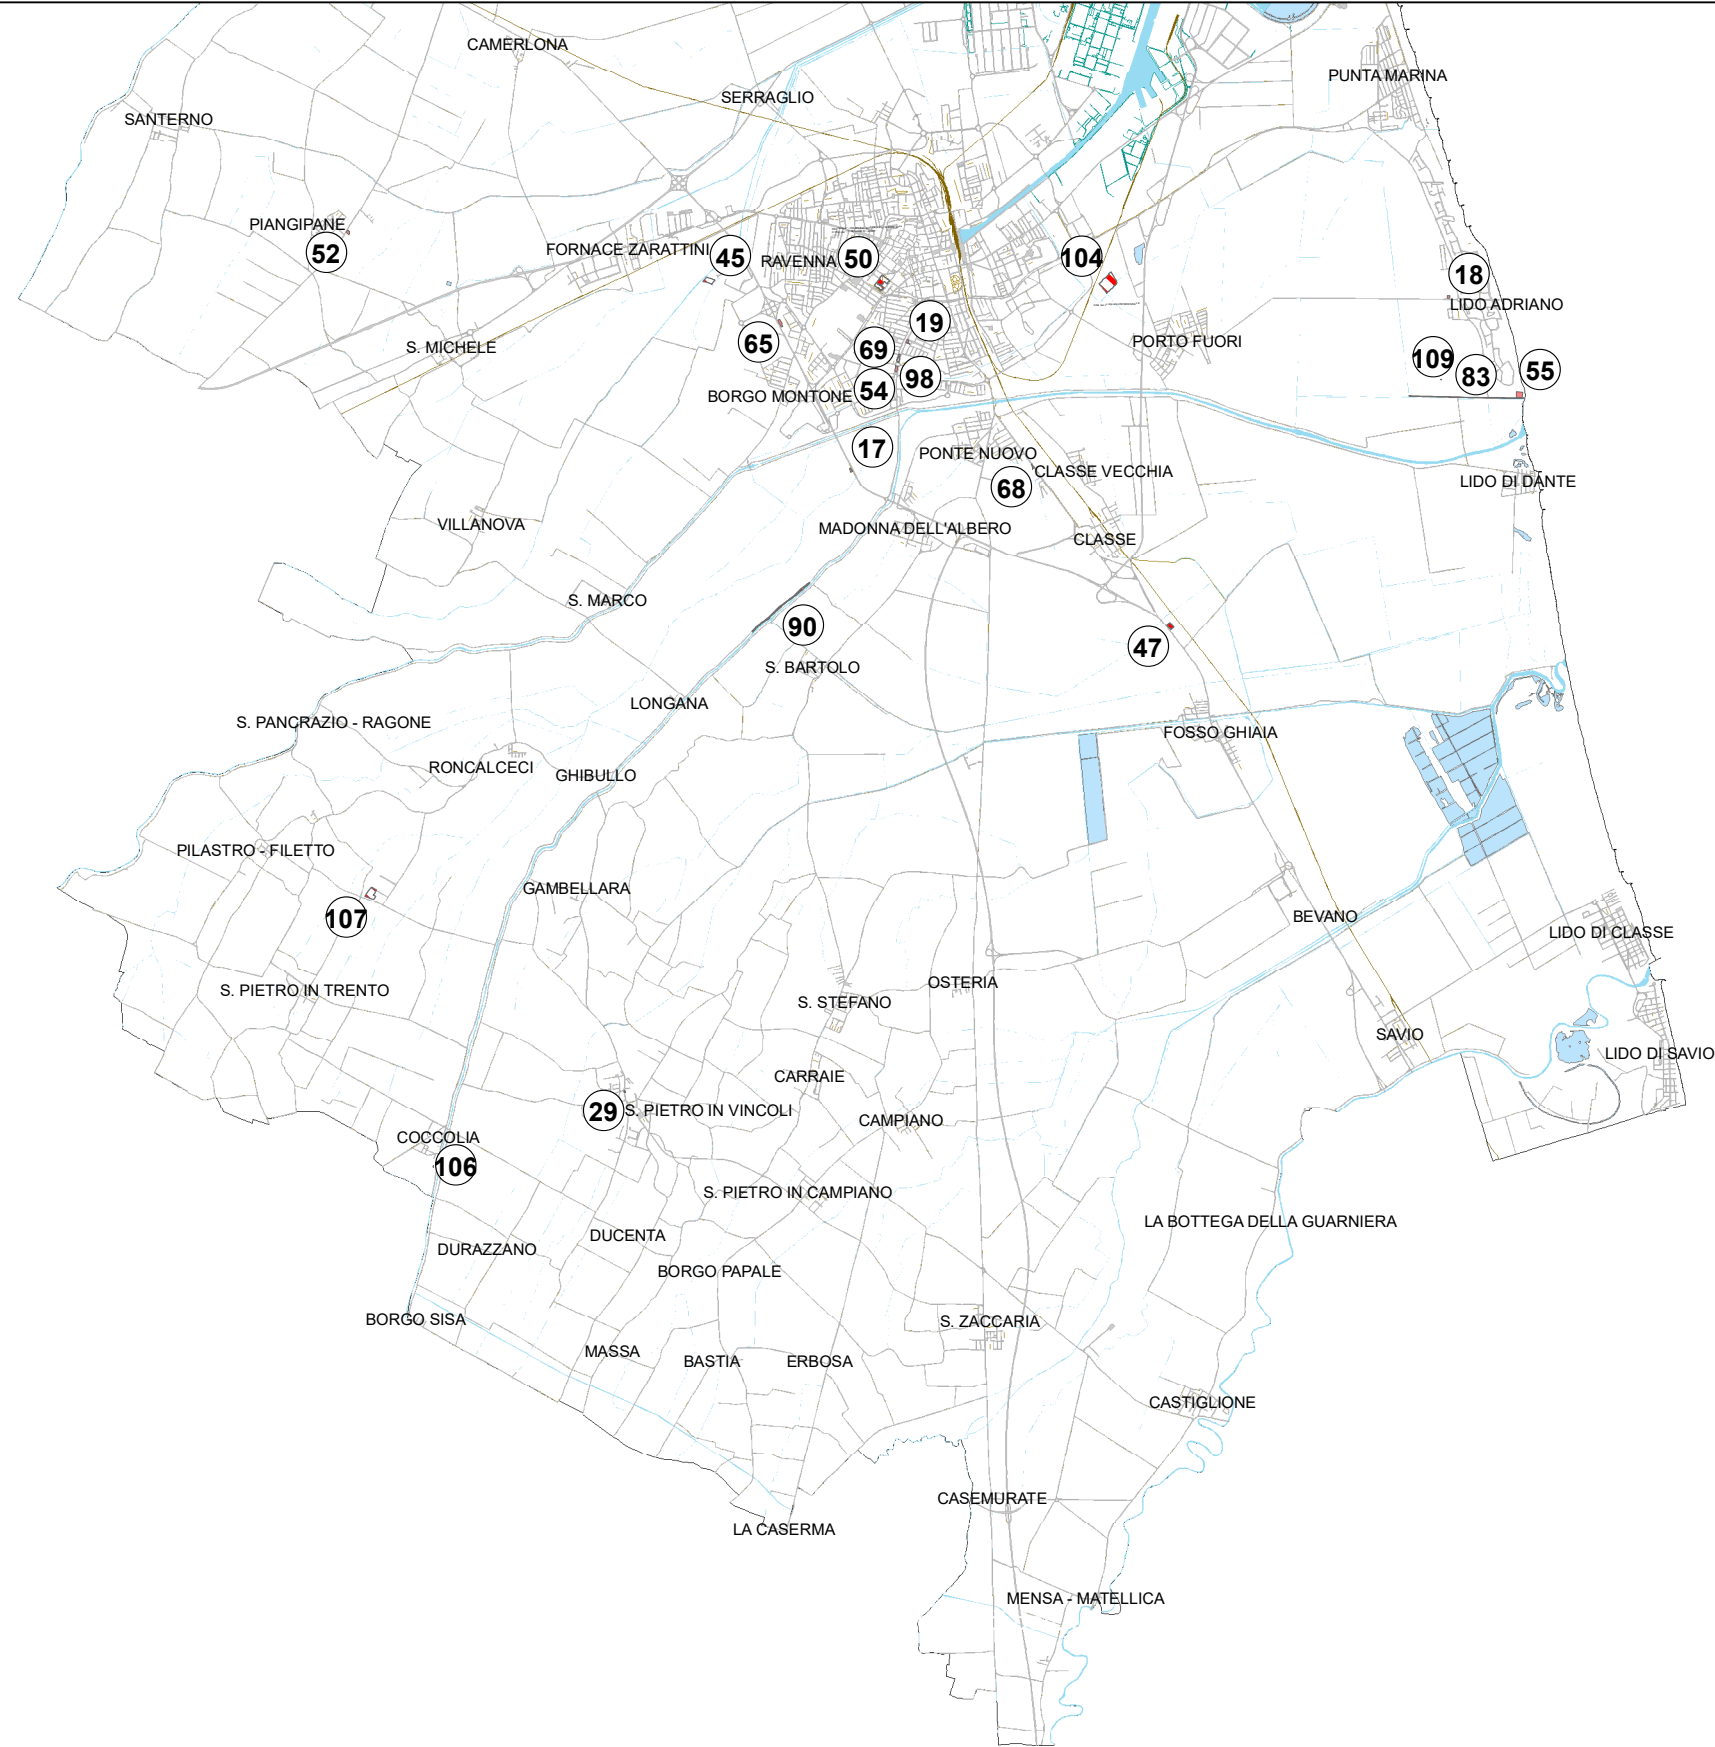 CAMERLONA
PUNTA MARINA
SERRAGLIO
SANTERNO
PIANGIPANE
52
FORNACE ZARATTINI
45
RAVENNA
50
104
18
LIDO ADRIANO
19
65
69
S. MICHELE
PORTO FUORI
109
83
55
98
54
BORGO MONTONE
17
PONTE NUOVO
CLASSE VECCHIA
68
LIDO DI DANTE
VILLANOVA
MADONNA DELL'ALBERO
CLASSE
S. MARCO
90
47
S. BARTOLO
LONGANA
S. PANCRAZIO - RAGONE
FOSSO GHIAIA
RONCALCECI
GHIBULLO
PILASTRO - FILETTO
GAMBELLARA
107
BEVANO
LIDO DI CLASSE
OSTERIA
S. PIETRO IN TRENTO
S. STEFANO
SAVIO
LIDO DI SAVIO
CARRAIE
29
S. PIETRO IN VINCOLI
CAMPIANO
COCCOLIA
106
S. PIETRO IN CAMPIANO
LA BOTTEGA DELLA GUARNIERA
DUCENTA
DURAZZANO
BORGO PAPALE
BORGO SISA
S. ZACCARIA
MASSA
BASTIA
ERBOSA
CASTIGLIONE
CASEMURATE
LA CASERMA
MENSA - MATELLICA